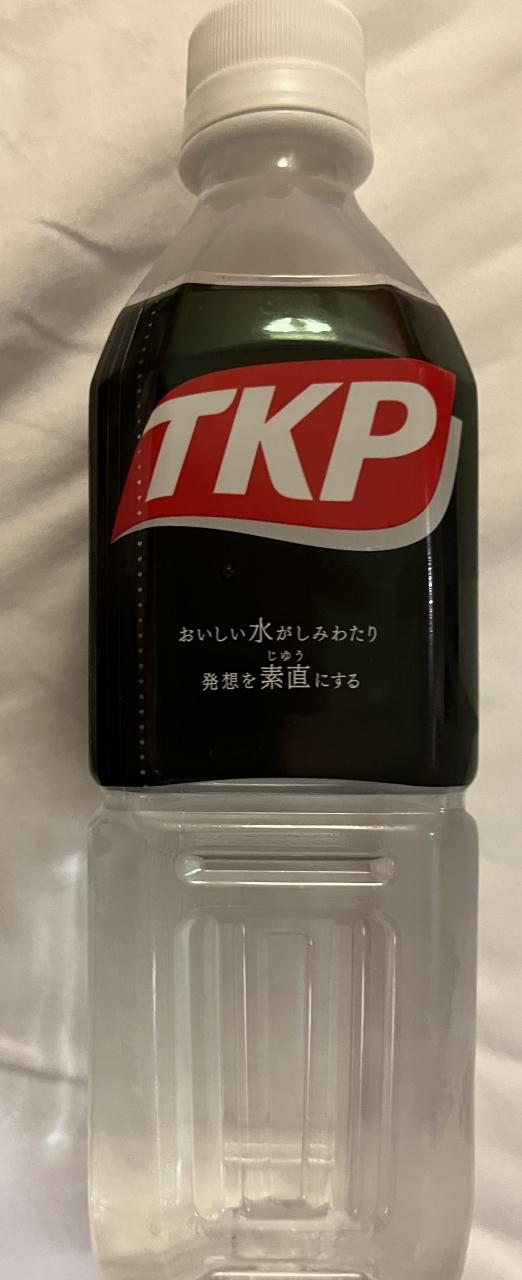 TKP
おいしい水がしみわたり
じゆう
発想を素直にする